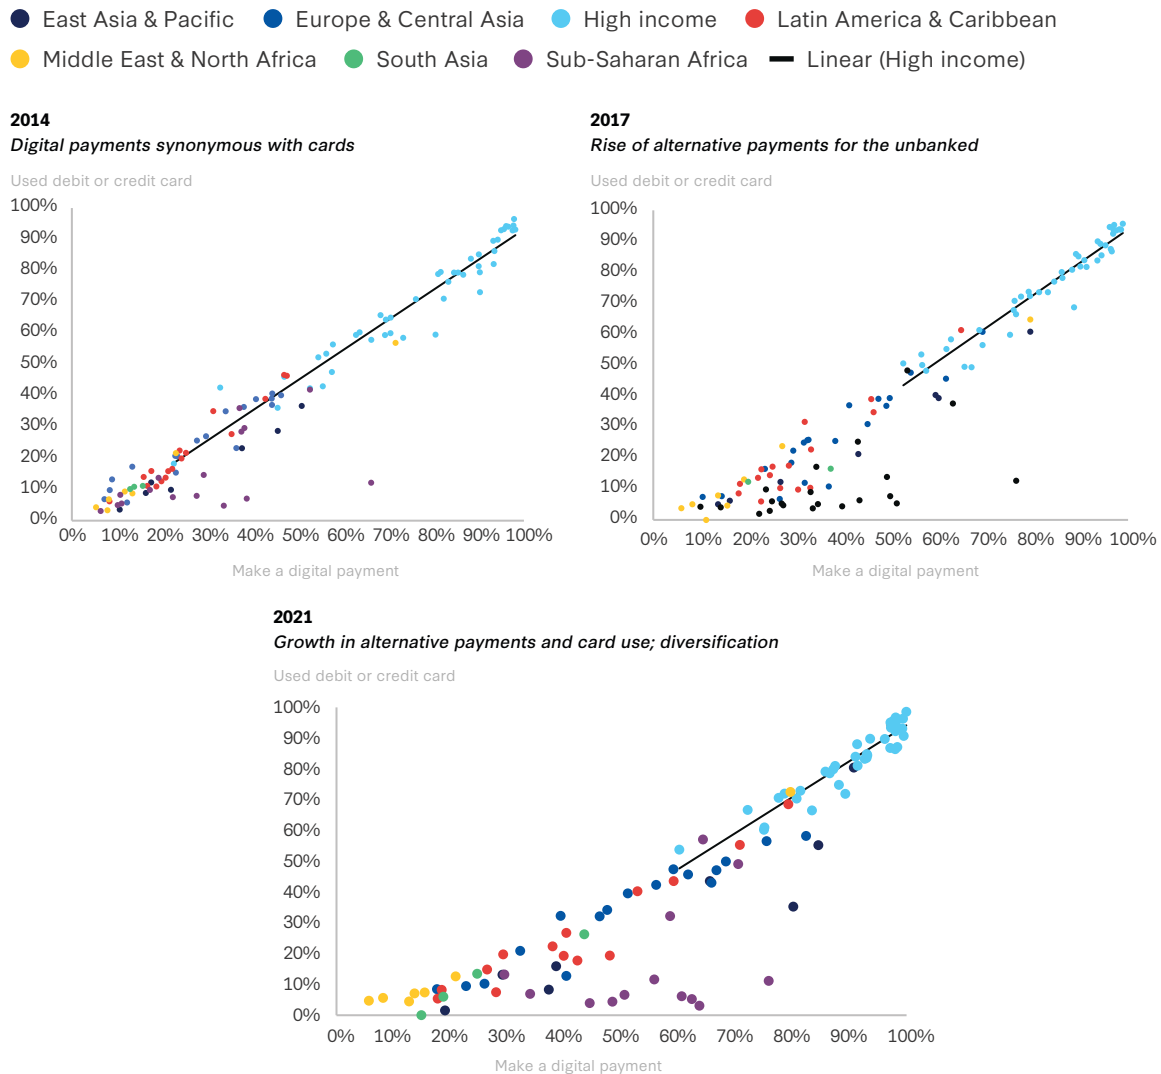 East Asia & Pacific Europe & Central Asia High income Latin America & Caribbean
Middle East & North Africa South Asia Sub-Saharan Africa Linear (High income)
2014
Digital payments synonymous with cards
Used debit or credit card
100%
90%
80%
70%
60%
50%
40%
30%
20%
10%
0%
0% 10% 20% 30% 40% 50% 60% 70% 80% 90% 100%
Make a digital payment
2017
Rise of alternative payments for the unbanked
Used debit or credit card
100%
90%
80%
70%
60%
50%
40%
30%
20%
10%
0%
0% 10% 20% 30% 40% 50% 60% 70% 80% 90% 100%
Make a digital payment
2021
Growth in alternative payments and card use; diversification
Used debit or credit card
100%
90%
80%
70%
60%
50%
40%
30%
20%
10%
0%
0% 10% 20% 30% 40% 50% 60% 70% 80% 90% 100%
Make a digital payment